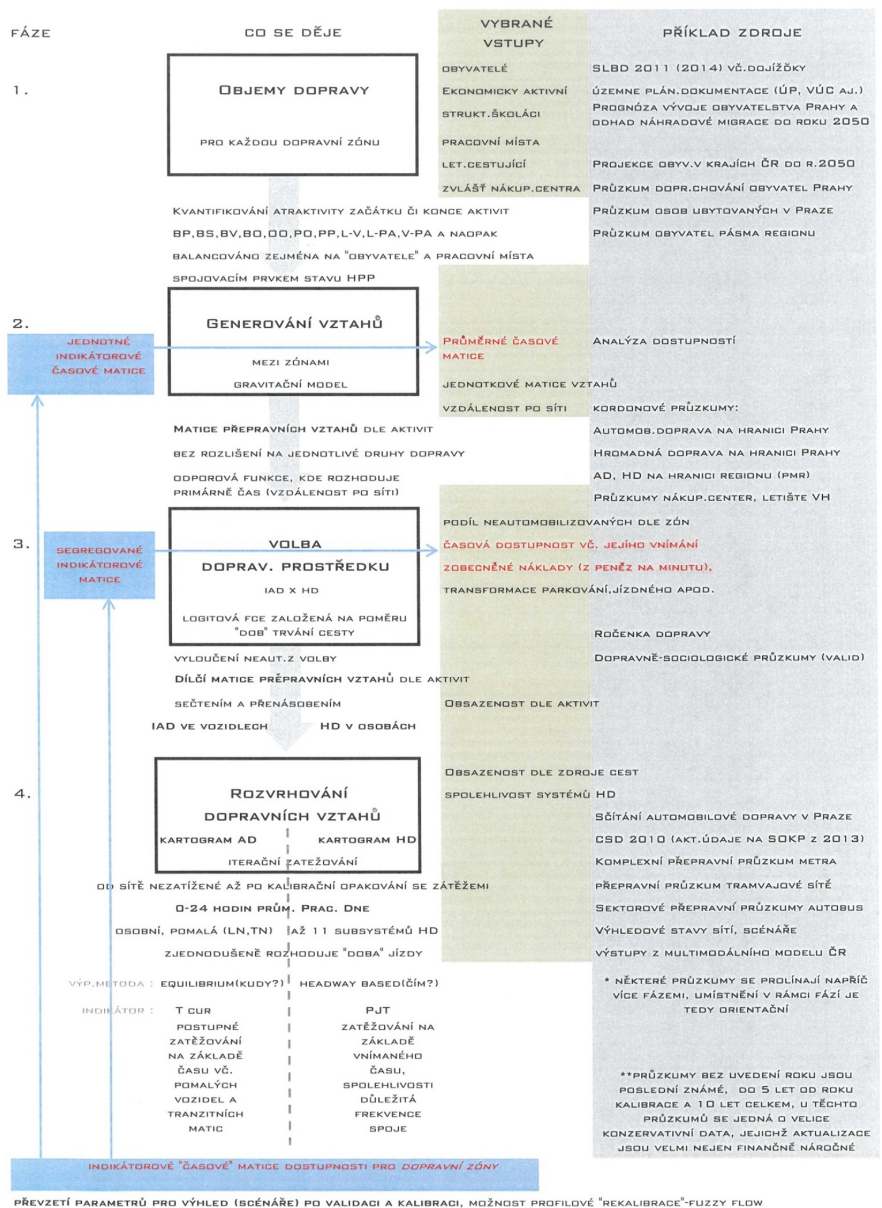 FÁZE
CO SE DĚJE
VYBRANÉ
VSTUPY
PŘÍKLAD ZDROJE
1.
OBJEMY DOPRAVY
PRO KAŽDOU DOPRAVNÍ ZÓNU
OBYVATELÉ
EKONOMICKY AKTIVNÍ
STRUKT.ŠKOLÁCI
PRACOVNÍ MÍSTA
LET.CESTUJÍCÍ
ZVLÁŠŤ NÁKUP.CENTRA
SLBD 2011 (2014) VČ.DOJÍŽĎKY
ÚZEMNE PLÁN.DOKUMENTACE (ÚP, VÚC AJ.)
PROGNÓZA VÝVOJE OBYVATELSTVA PRAHY A
ODHAD NÁHRADOVÉ MIGRACE DO ROKU 2050
PROJEKCE OBYV.V KRAJÍCH ČR DO R.2050
PRŮZKUM DOPR.CHOVÁNÍ OBYVATEL PRAHY
PRŮZKUM OSOB UBYTOVANÝCH V PRAZE
PRŮZKUM OBYVATEL PÁSMA REGIONU
KVANTIFIKOVÁNÍ ATRAKTIVITY ZAČÁTKU ČI KONCE AKTIVIT
BP,BS,BV,BO,OO,PO,PP,L-V,L-PA,V-PA A NAOPAK
BALANCOVÁNO ZEJMÉNA NA "OBYVATELE" A PRACOVNÍ MÍSTA
SPOJOVACÍM PRVKEM STAVU HPP
2.
JEDNOTNÉ
INDIKÁTOROVÉ
ČASOVÉ MATICE
GENEROVÁNÍ VZTAHŮ
MEZI ZÓNAMI
GRAVITAČNÍ MODEL
PRŮMĚRNÉ ČASOVÉ
MATICE
JEDNOTKOVÉ MATICE VZTAHŮ
VZDÁLENOST PO SÍTI
ANALÝZA DOSTUPNOSTÍ
KORDONOVÉ PRŮZKUMY:
AUTOMOB.DOPRAVA NA HRANICI PRAHY
HROMADNÁ DOPRAVA NA HRANICI PRAHY
AD, HD NA HRANICI REGIONU (PMR)
PRŮZKUMY NÁKUP.CENTER, LETIŠTE VH
MATICE PŘEPRAVNÍCH VZTAHŮ DLE AKTIVIT
BEZ ROZLIŠENÍ NA JEDNOTLIVÉ DRUHY DOPRAVY
ODPOROVÁ FUNKCE, KDE ROZHODUJE
PRIMÁRNĚ ČAS (VZDÁLENOST PO SÍTI)
3.
SEGREGOVANÉ
INDIKÁTOROVÉ
MATICE
VOLBA
DOPRAV. PROSTŘEDKU
IAD X HD
LOGITOVÁ FCE ZALOŽENÁ NA POMĚRU
"DOB" TRVÁNÍ CESTY
PODÍL NEAUTOMOBILIZOVANÝCH DLE ZÓN
ČASOVÁ DOSTUPNOST VČ. JEJÍHO VNÍMÁNÍ
ZOBECNĚNÉ NÁKLADY (Z PENĚZ NA MINUTU),
TRANSFORMACE PARKOVÁNÍ,JÍZDNÉHO APOD.
ROČENKA DOPRAVY
DOPRAVNĚ-SOCIOLOGICKÉ PRŮZKUMY (VALID)
VYLOUČENÍ NEAUT.Z VOLBY
DÍLČÍ MATICE PŘEPRAVNÍCH VZTAHŮ DLE AKTIVIT
SEČTENÍM A PŘENÁSOBENÍM
IAD VE VOZIDLECH HD V OSOBÁCH
OBSAZENOST DLE AKTIVIT
4.
ROZVRHOVÁNÍ
DOPRAVNÍCH VZTAHŮ
KARTOGRAM AD KARTOGRAM HD
ITERAČNÍ ZATEŽOVÁNÍ
OBSAZENOST DLE ZDROJE CEST
SPOLEHLIVOST SYSTÉMŮ HD
SČÍTÁNÍ AUTOMOBILOVÉ DOPRAVY V PRAZE
CSD 2010 (AKT.ÚDAJE NA SOKP Z 2013)
KOMPLEXNÍ PŘEPRAVNÍ PRŮZKUM METRA
PŘEPRAVNÍ PRŮZKUM TRAMVAJOVÉ SÍTĚ
SEKTOROVÉ PŘEPRAVNÍ PRŮZKUMY AUTOBUS
VÝHLEDOVÉ STAVY SÍTÍ, SCÉNÁŘE
VÝSTUPY Z MULTIMODÁLNÍHO MODELU ČR
OD SÍTĚ NEZATÍŽENÉ AŽ PO KALIBRAČNÍ OPAKOVÁNÍ SE ZÁTĚŽEMI
0-24 HODIN PRŮM. PRAC. DNE
OSOBNÍ, POMALÁ (LN,TN) AŽ 11 SUBSYSTÉMŮ HD
ZJEDNODUŠENĚ ROZHODUJE "DOBA" JÍZDY
VÝP.METODA : EQUILIBRIUM(KUDY?) HEADWAY BASED(ČÍM?)
INDIKÁTOR : T CUR PJT
POSTUPNÉ
ZATĚŽOVÁNÍ
NA ZÁKLADĚ
ČASU VČ.
POMALÝCH
VOZIDEL A
TRANZITNÍCH
MATIC
ZATĚŽOVÁNÍ NA
ZÁKLADĚ
VNÍMANÉHO
ČASU,
SPOLEHLIVOSTI
DŮLEŽITÁ
FREKVENCE
SPOJE
* NĚKTERÉ PRŮZKUMY SE PROLÍNAJÍ NAPŘÍČ
VÍCE FÁZEMI, UMÍSTNĚNÍ V RÁMCI FÁZÍ JE
TEDY ORIENTAČNÍ
**PRŮZKUMY BEZ UVEDENÍ ROKU JSOU
POSLEDNÍ ZNÁMÉ, DO 5 LET OD ROKU
KALIBRACE A 10 LET CELKEM, U TĚCHTO
PRŮZKUMŮ SE JEDNÁ O VELICE
KONZERVATIVNÍ DATA, JEJICHŽ AKTUALIZACE
JSOU VELMI NEJEN FINANČNĚ NÁROČNÉ
INDIKÁTOROVÉ "ČASOVÉ" MATICE DOSTUPNOSTI PRO DOPRAVNÍ ZÓNY
PŘEVZETÍ PARAMETRŮ PRO VÝHLED (SCÉNÁŘE) PO VALIDACI A KALIBRACI, MOŽNOST PROFILOVÉ "REKALIBRACE"-FUZZY FLOW